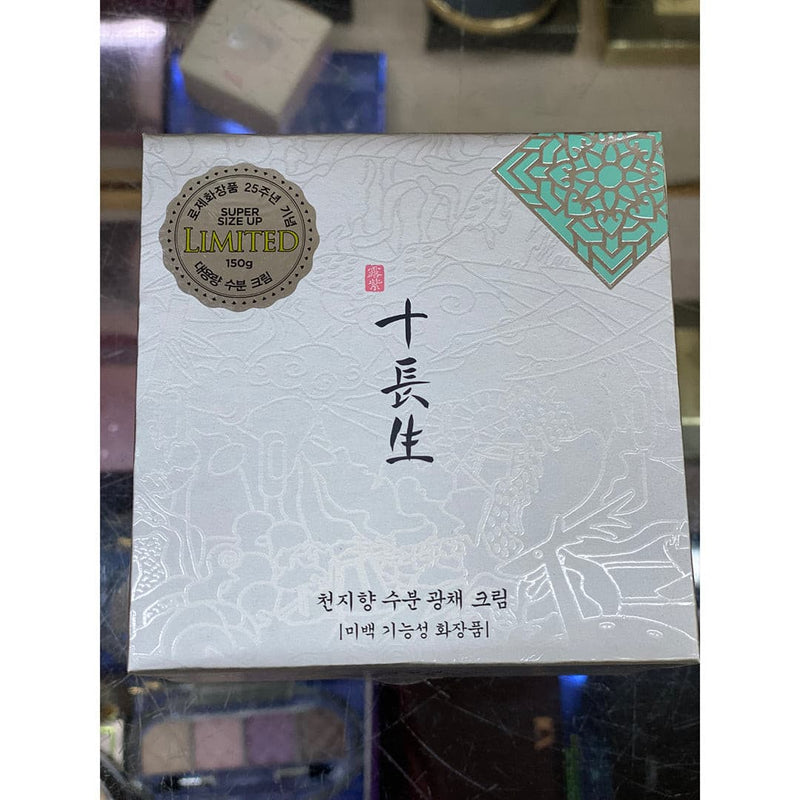 로제화장품 25주년 기념
SUPER
SIZE UP
LIMITED
150g
대용량 수분 크림
露紫
十長生
천지향 수분 광채 크림
|미백 기능성 화장품|